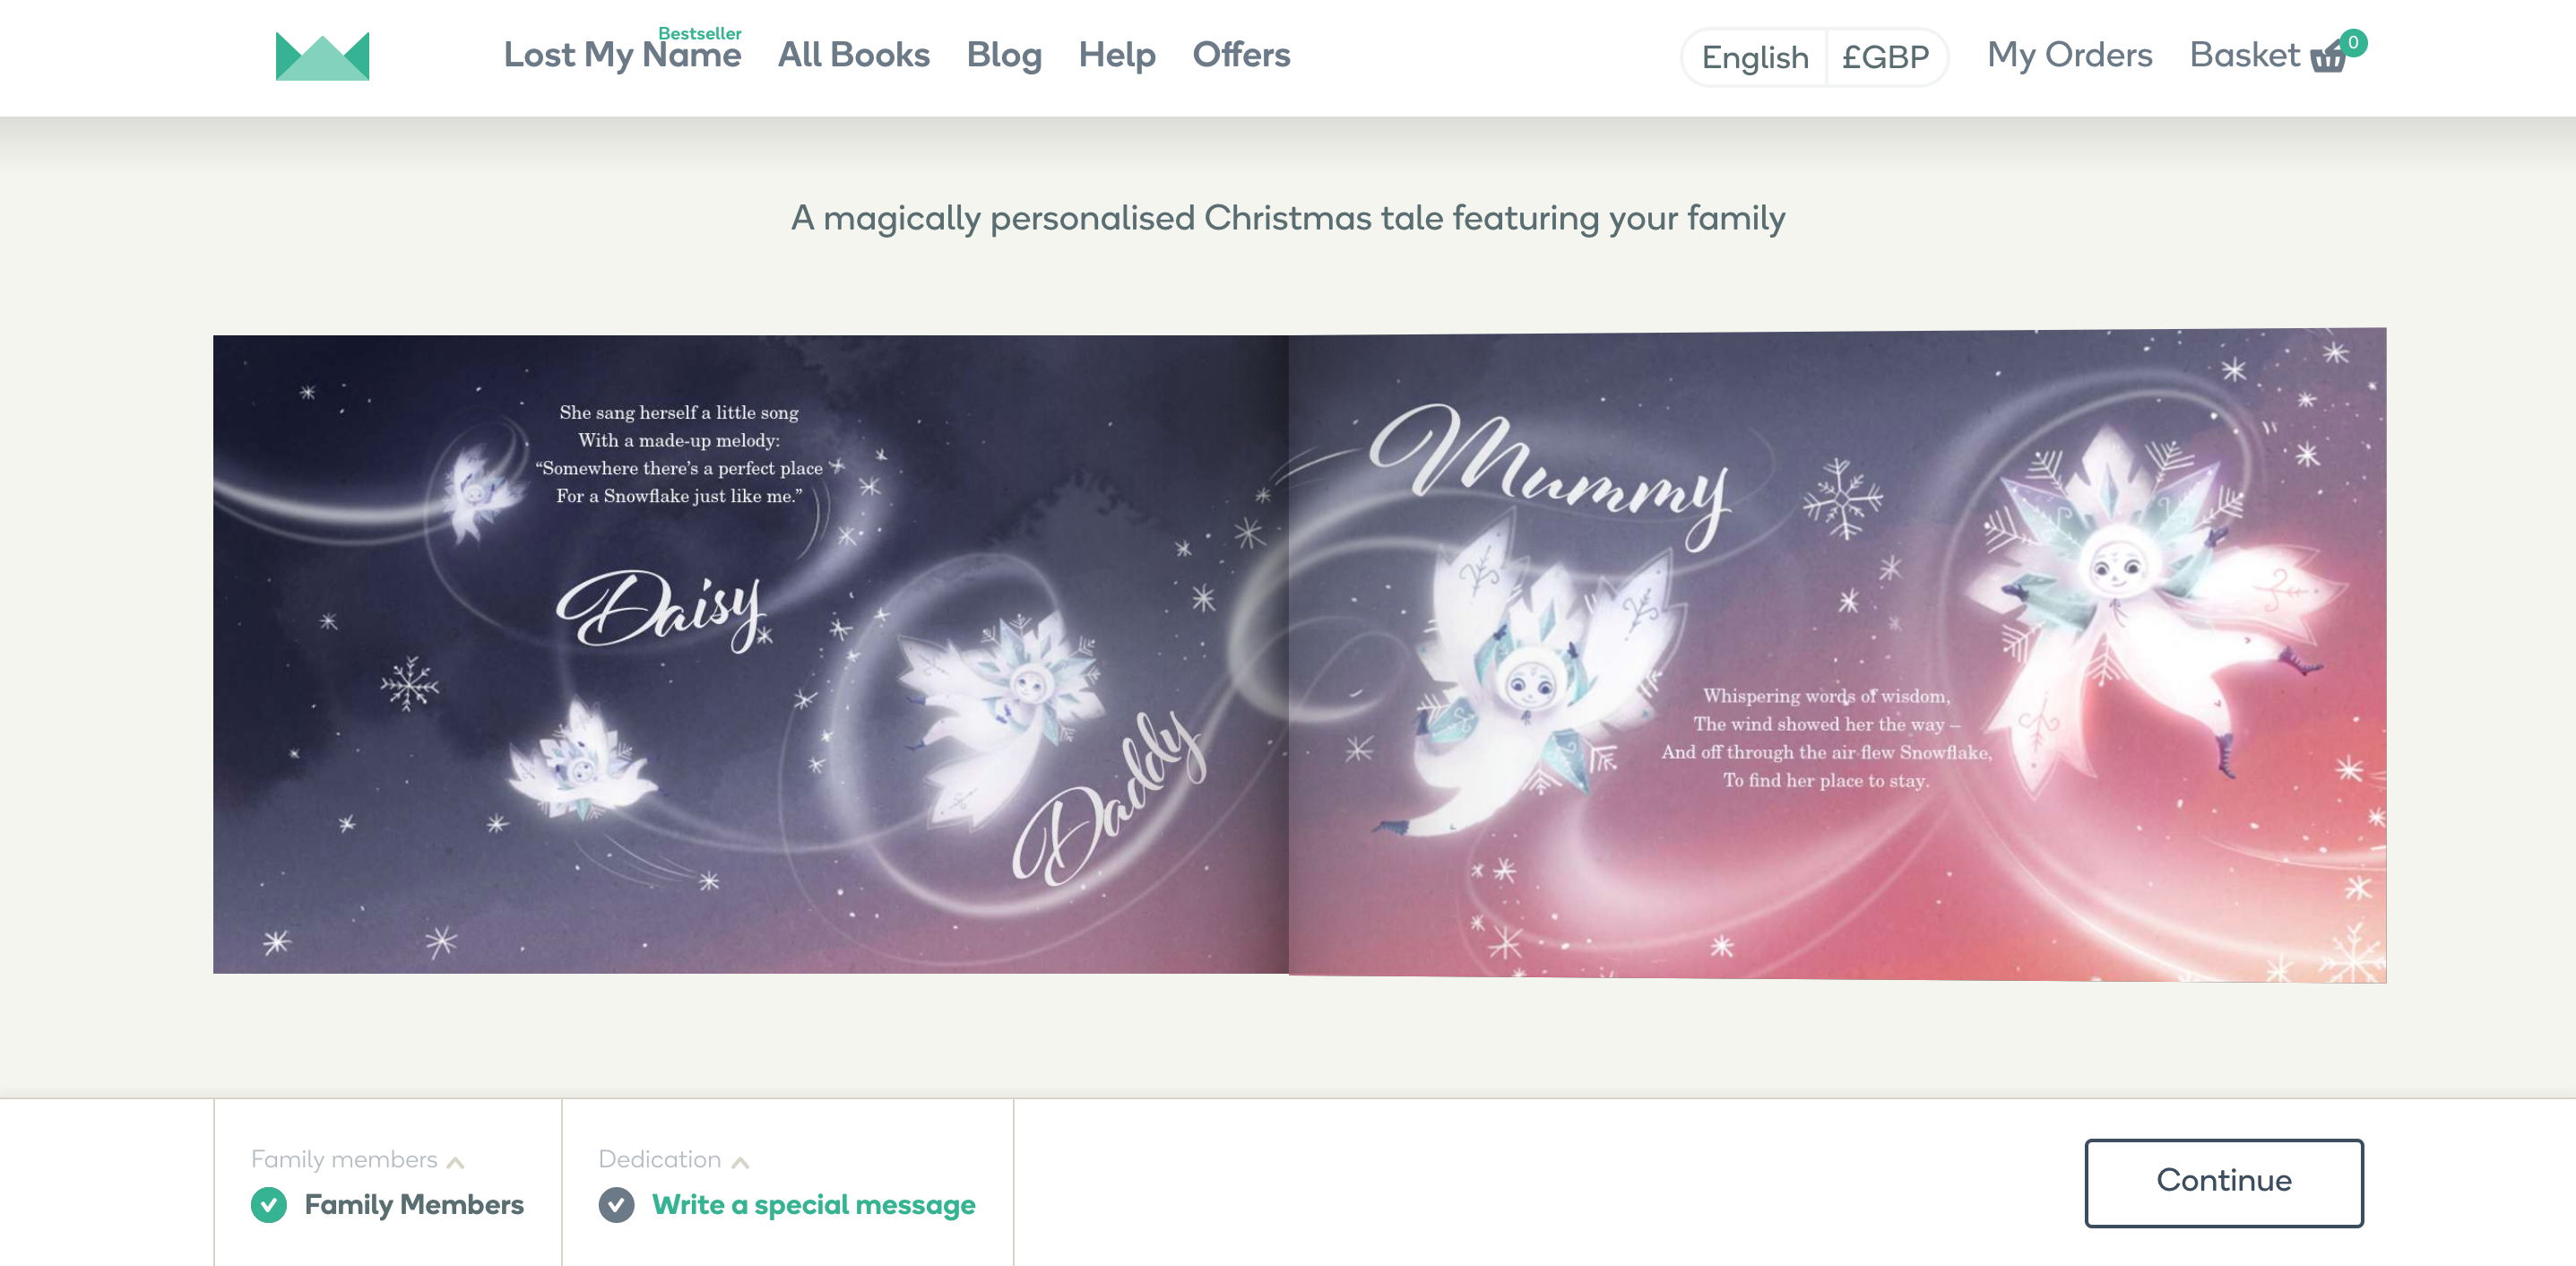 Bestseller
Lost My Name All Books Blog Help Offers English £GBP My Orders Basket 0
A magically personalised Christmas tale featuring your family
She sang herself a little song
With a made-up melody:
“Somewhere there’s a perfect place
For a Snowflake just like me.”
Daisy
Daddy
Mummy
Whispering words of wisdom,
The wind showed her the way –
And off through the air flew Snowflake,
To find her place to stay.
Family members
Family Members
Dedication
Write a special message
Continue